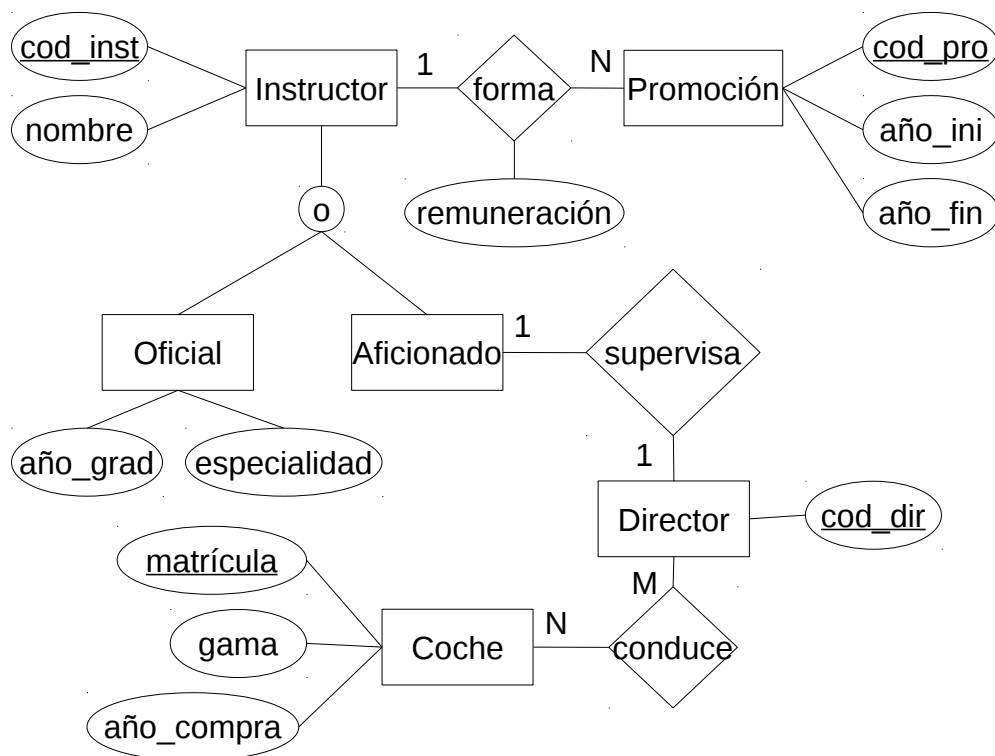 cod_inst
nombre
Instructor
1
forma
N
Promoción
cod_pro
año_ini
año_fin
remuneración
o
Oficial
Aficionado
1
supervisa
año_grad
especialidad
1
Director
cod_dir
matrícula
gama
año_compra
Coche
N
M
conduce